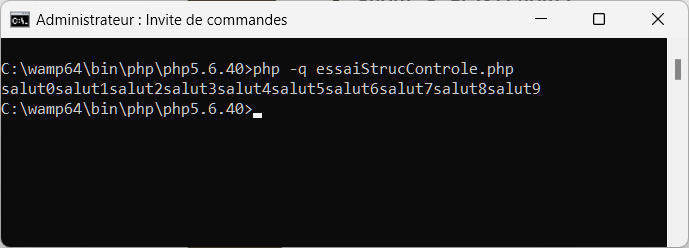 Administrateur : Invite de commandes
C:\wamp64\bin\php\php5.6.40>php -q essaiStrucControle.php
salut0salut1salut2salut3salut4salut5salut6salut7salut8salut9
C:\wamp64\bin\php\php5.6.40>